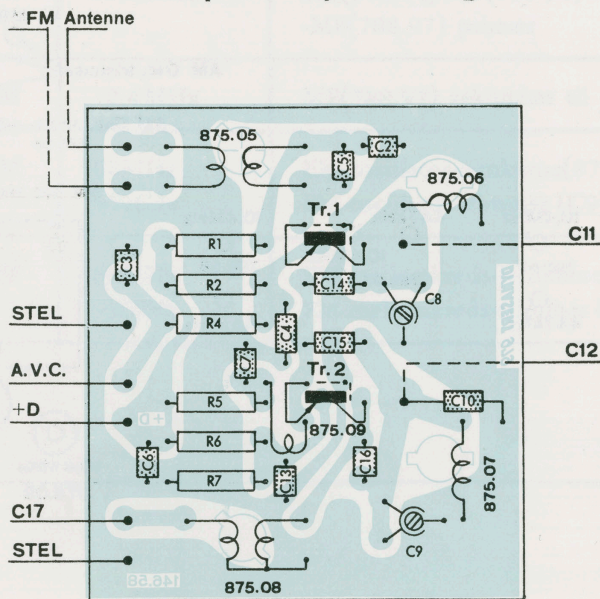 FM Antenne
875.05
C2
C5
875.06
Tr.1
R1
C11
C3
R2
C14
C8
STEL
R4
C4
C15
C12
C7
Tr. 2
A.V.C.
R5
C10
+D
875.09
+D
R6
C6
C16
875.07
C13
R7
C17
C9
STEL
146.58
875.08